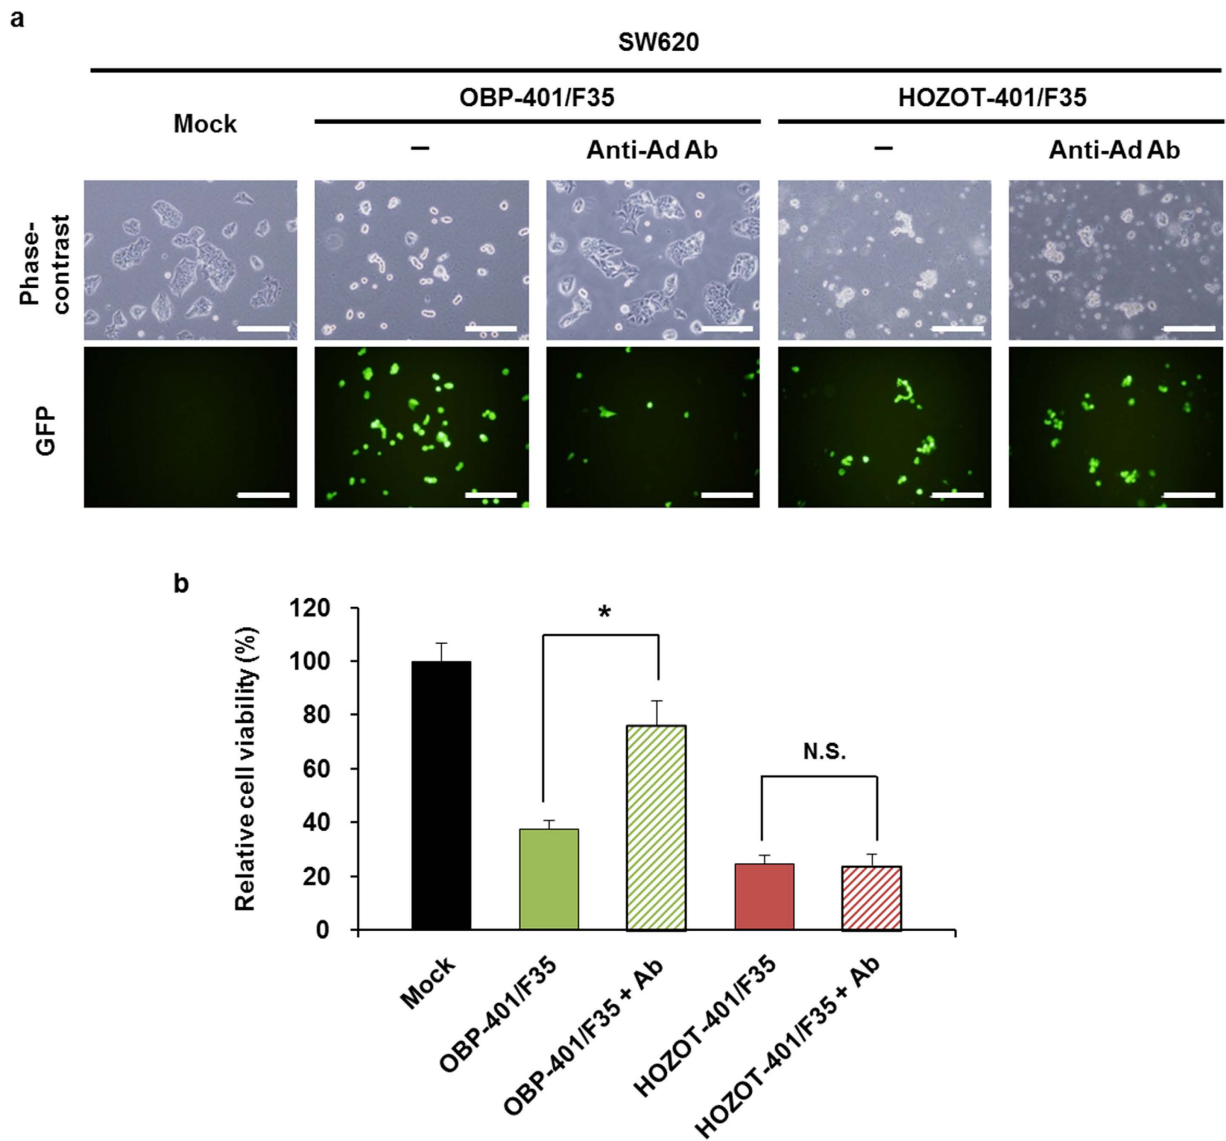 a
SW620
Mock
OBP-401/F35
HOZOT-401/F35
–
Anti-Ad Ab
–
Anti-Ad Ab
Phase-
contrast
GFP
b
Relative cell viability (%)
120
100
80
60
40
20
0
*
N.S.
Mock
OBP-401/F35
OBP-401/F35 + Ab
HOZOT-401/F35
HOZOT-401/F35 + Ab